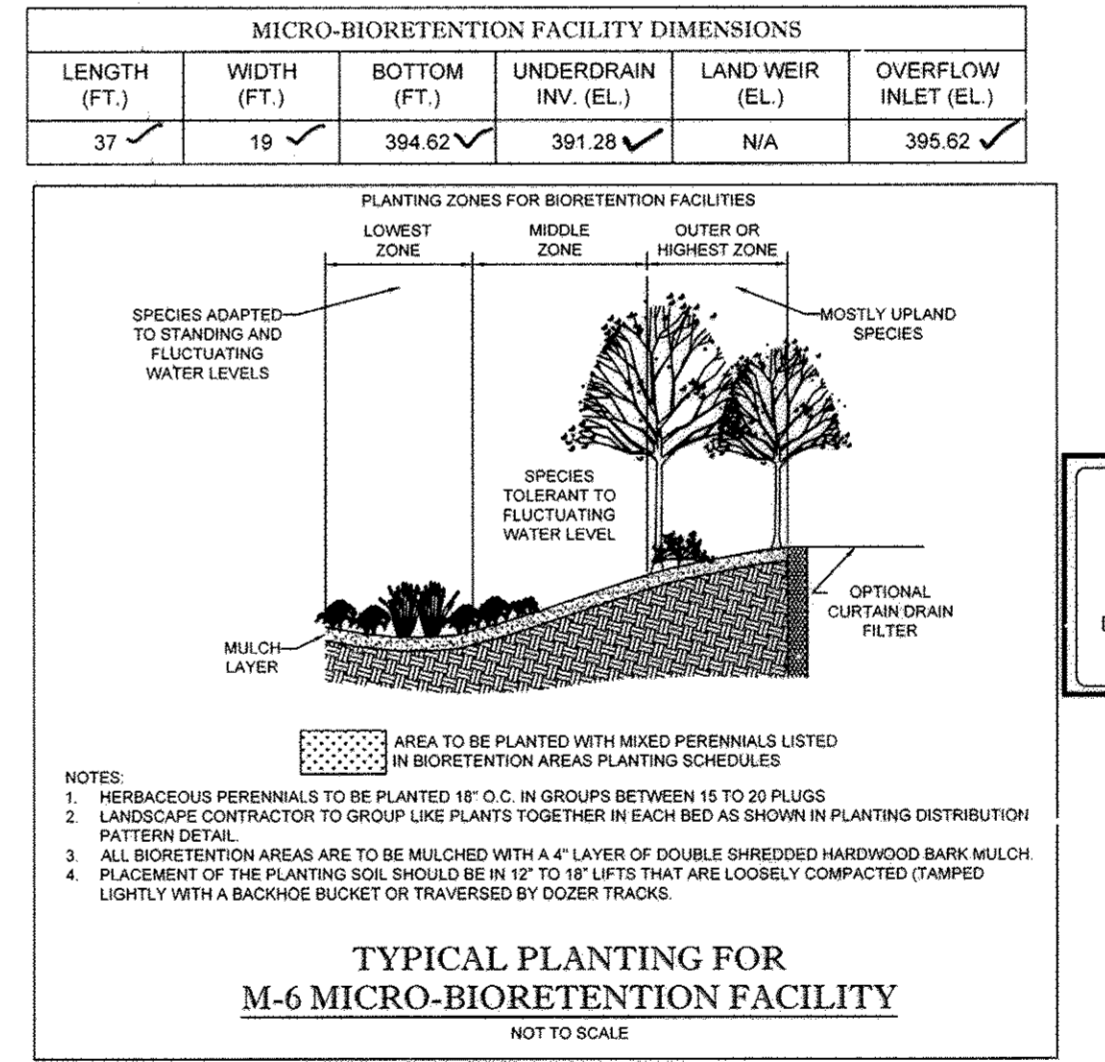 MICRO-BIORETENTION FACILITY DIMENSIONS
LENGTH (FT.) WIDTH (FT.) BOTTOM (FT.) UNDERDRAIN INV. (EL.) LAND WEIR (EL.) OVERFLOW INLET (EL.)
37 19 394.62 391.28 N/A 395.62
PLANTING ZONES FOR BIORETENTION FACILITIES
LOWEST
ZONE
MIDDLE
ZONE
OUTER OR
HIGHEST ZONE
SPECIES ADAPTED
TO STANDING AND
FLUCTUATING
WATER LEVELS
MOSTLY UPLAND
SPECIES
SPECIES
TOLERANT TO
FLUCTUATING
WATER LEVEL
OPTIONAL
CURTAIN DRAIN
FILTER
MULCH
LAYER
AREA TO BE PLANTED WITH MIXED PERENNIALS LISTED
IN BIORETENTION AREAS PLANTING SCHEDULES
NOTES:
1. HERBACEOUS PERENNIALS TO BE PLANTED 18" O.C. IN GROUPS BETWEEN 15 TO 20 PLUGS
2. LANDSCAPE CONTRACTOR TO GROUP LIKE PLANTS TOGETHER IN EACH BED AS SHOWN IN PLANTING DISTRIBUTION
PATTERN DETAIL.
3. ALL BIORETENTION AREAS ARE TO BE MULCHED WITH A 4" LAYER OF DOUBLE SHREDDED HARDWOOD BARK MULCH.
4. PLACEMENT OF THE PLANTING SOIL SHOULD BE IN 12" TO 18" LIFTS THAT ARE LOOSELY COMPACTED (TAMPED
LIGHTLY WITH A BACKHOE BUCKET OR TRAVERSED BY DOZER TRACKS.
TYPICAL PLANTING FOR
M-6 MICRO-BIORETENTION FACILITY
NOT TO SCALE